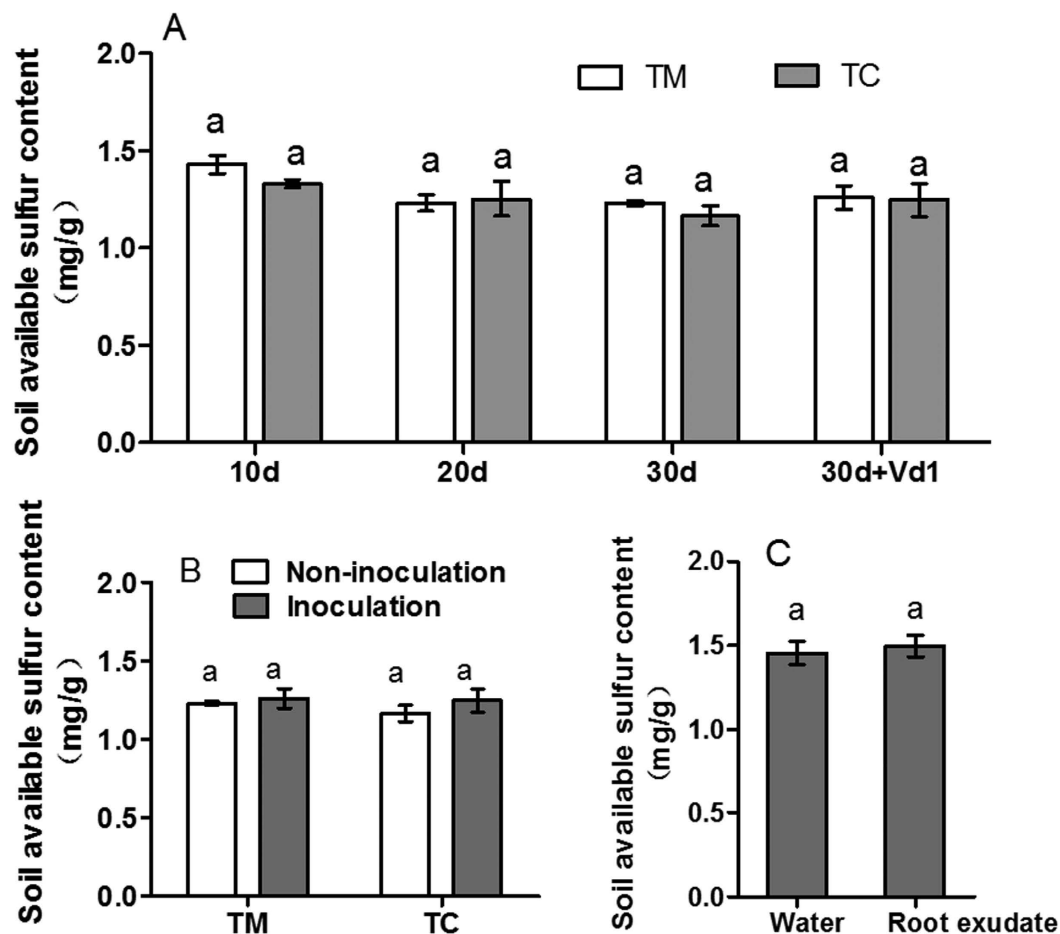 A
Soil available sulfur content
（mg/g）
2.0
1.5
1.0
0.5
0.0
TM
TC
a
a
a
a
a
a
a
a
10d
20d
30d
30d+Vd1
B
Soil available sulfur content
（mg/g）
2.0
1.5
1.0
0.5
0.0
Non-inoculation
Inoculation
a
a
a
a
TM
TC
C
Soil available sulfur content
（mg/g）
2.0
1.5
1.0
0.5
0.0
a
a
Water
Root exudate